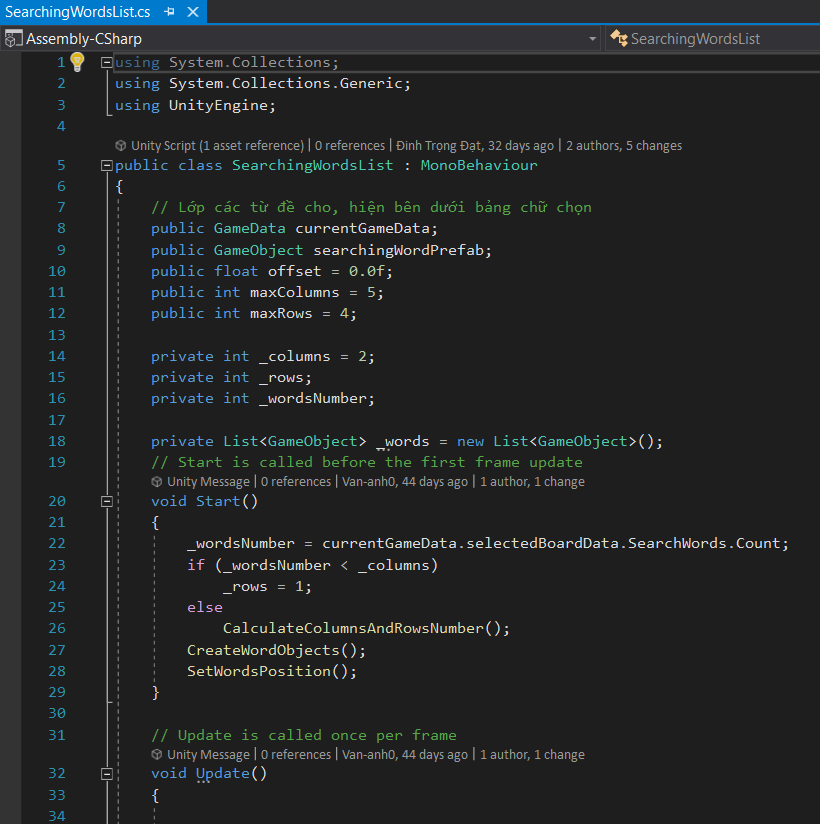 SearchingWordsList.cs
Assembly-CSharp SearchingWordsList
1 using System.Collections;
2 using System.Collections.Generic;
3 using UnityEngine;
4
Unity Script (1 asset reference) | 0 references | Đinh Trọng Đạt, 32 days ago | 2 authors, 5 changes
5 public class SearchingWordsList : MonoBehaviour
6 {
7 // Lớp các từ đề cho, hiện bên dưới bảng chữ chọn
8 public GameData currentGameData;
9 public GameObject searchingWordPrefab;
10 public float offset = 0.0f;
11 public int maxColumns = 5;
12 public int maxRows = 4;
13
14 private int _columns = 2;
15 private int _rows;
16 private int _wordsNumber;
17
18 private List<GameObject> _words = new List<GameObject>();
19 // Start is called before the first frame update
Unity Message | 0 references | Van-anh0, 44 days ago | 1 author, 1 change
20 void Start()
21 {
22 _wordsNumber = currentGameData.selectedBoardData.SearchWords.Count;
23 if (_wordsNumber < _columns)
24 _rows = 1;
25 else
26 CalculateColumnsAndRowsNumber();
27 CreateWordObjects();
28 SetWordsPosition();
29 }
30
31 // Update is called once per frame
Unity Message | 0 references | Van-anh0, 44 days ago | 1 author, 1 change
32 void Update()
33 {
34